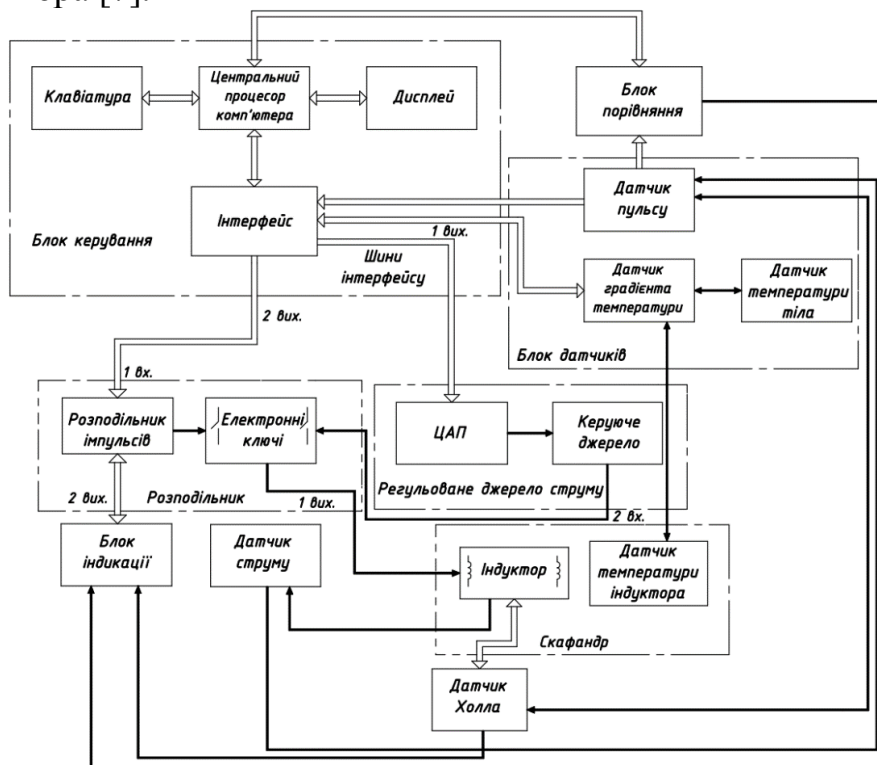 ера [7].
Клавіатура
Центральний
процесор
комп'ютера
Дисплей
Блок
порівняння
Датчик
пульсу
Інтерфейс
Блок керування
1 вих.
Шини
інтерфейсу
Датчик
градієнта
температури
Датчик
температури
тіла
2 вих.
Блок датчиків
1 вх.
Розподільник
імпульсів
Електронні
ключі
ЦАП
Керуюче
джерело
2 вих.
Розподільник
1 вих.
Регульоване джерело струму
2 вх.
Блок
індикації
Датчик
струму
Індуктор
Датчик
температури
індуктора
Скафандр
Датчик
Холла